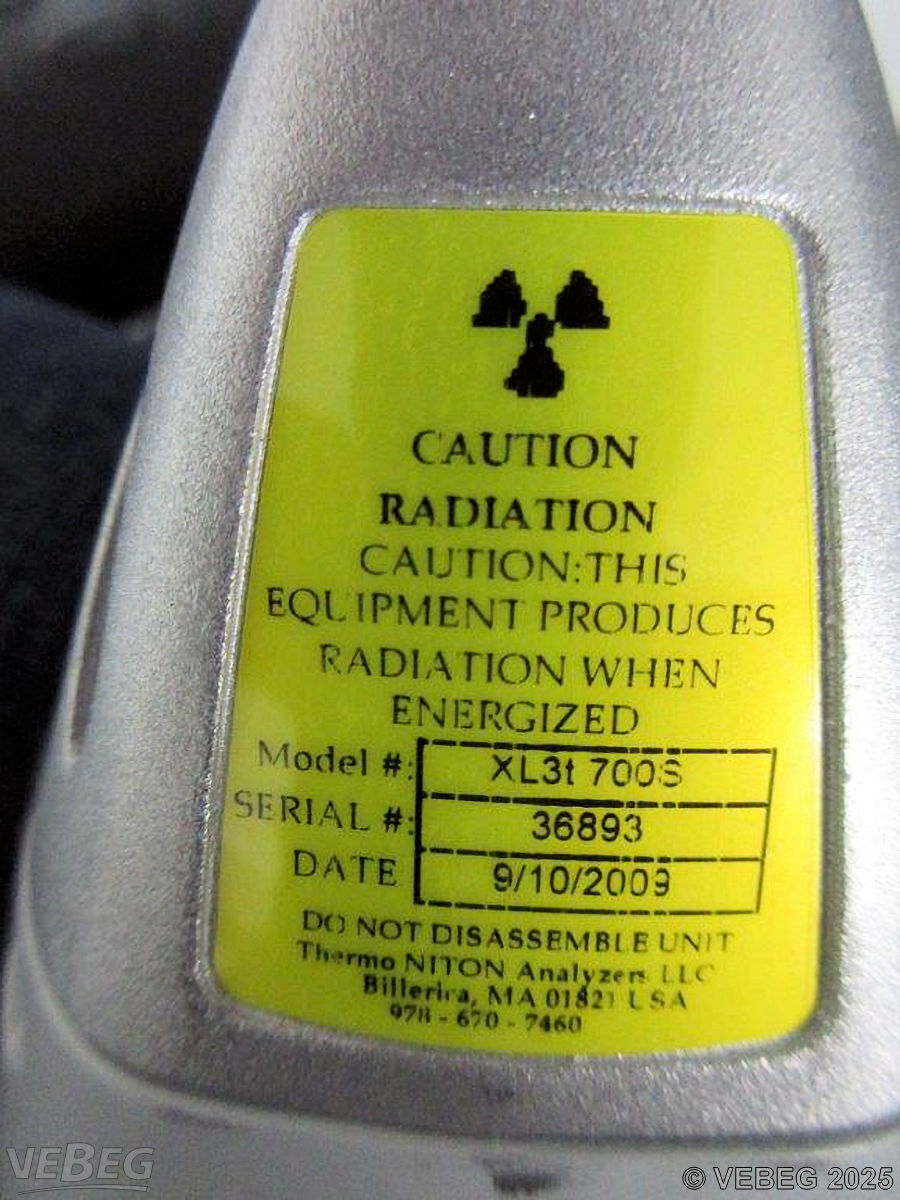 CAUTION
RADIATION
CAUTION:THIS
EQUIPMENT PRODUCES
RADIATION WHEN
ENERGIZED
Model #: XL3t 700S
SERIAL #: 36893
DATE 9/10/2009
DO NOT DISASSEMBLE UNIT
Thermo NITON Analyzers LLC
Billerica, MA 01821 USA
978 - 670 - 7460
VEBEG
© VEBEG 2025